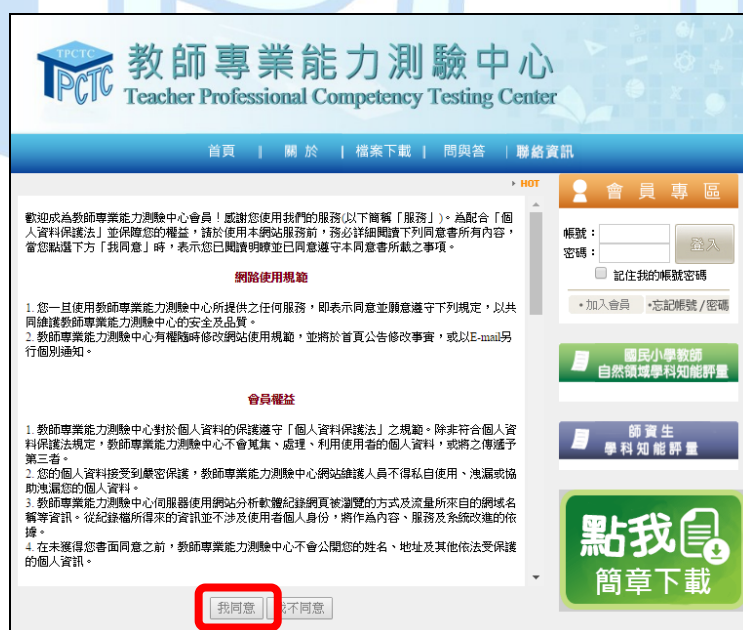 TPCTC
TPCTC
教師專業能力測驗中心
Teacher Professional Competency Testing Center
首頁 | 關於 | 檔案下載 | 問與答 | 聯絡資訊
HOT
歡迎成為教師專業能力測驗中心會員！感謝您使用我們的服務(以下簡稱「服務」)。為配合「個
人資料保護法」並保障您的權益，請於使用本網站服務前，務必詳細閱讀下列同意書所有內容，
當您點選下方「我同意」時，表示您已閱讀明瞭並已同意遵守本同意書所載之事項。
網路使用規範
1. 您一旦使用教師專業能力測驗中心所提供之任何服務，即表示同意並願意遵守下列規定，以共
同維護教師專業能力測驗中心的安全及品質。
2. 教師專業能力測驗中心有權隨時修改網站使用規範，並將於首頁公告修改事實，或以E-mail另
行個別通知。
會員權益
1. 教師專業能力測驗中心對於個人資料的保護遵守「個人資料保護法」之規範。除非符合個人資
料保護法規定，教師專業能力測驗中心不會蒐集、處理、利用使用者的個人資料，或將之傳遞予
第三者。
2. 您的個人資料接受到嚴密保護，教師專業能力測驗中心網站維護人員不得私自使用、洩漏或協
助洩漏您的個人資料。
3. 教師專業能力測驗中心伺服器使用網站分析軟體紀錄網頁被瀏覽的方式及流量所來自的網域名
稱等資訊。從紀錄檔所得來的資訊並不涉及使用者個人身份，將作為內容、服務及系統改進的依
據。
4. 在未獲得您書面同意之前，教師專業能力測驗中心不會公開您的姓名、地址及其他依法受保護
的個人資訊。
我同意 我不同意
會員專區
帳號：
密碼：
登入
記住我的帳號密碼
•加入會員 •忘記帳號/密碼
國民小學教師
自然領域學科知能評量
師資生
學科知能評量
點我
簡章下載